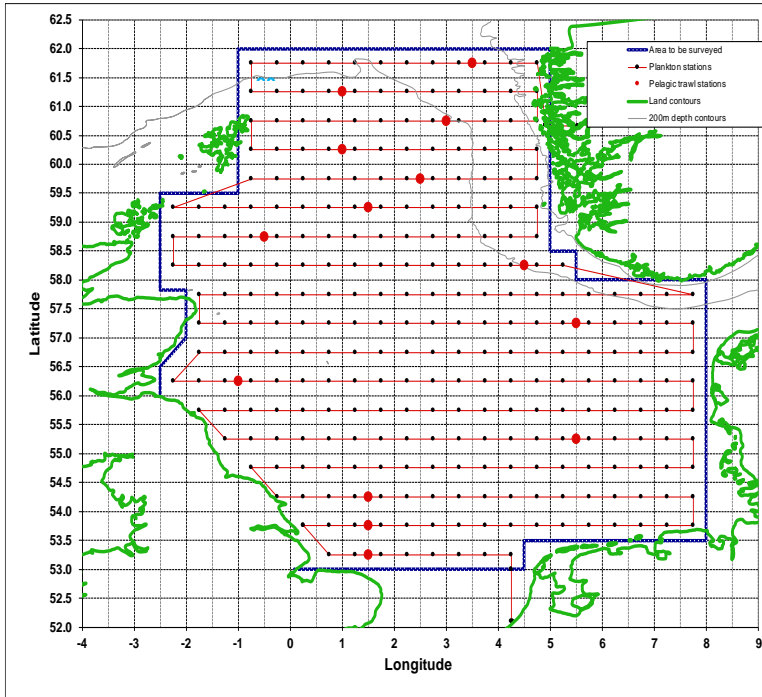 62.5
62.0
61.5
61.0
60.5
60.0
59.5
59.0
58.5
58.0
57.5
57.0
56.5
56.0
55.5
55.0
54.5
54.0
53.5
53.0
52.5
52.0
Latitude
Area to be surveyed
Plankton stations
Pelagic trawl stations
Land contours
200m depth contours
-4 -3 -2 -1 0 1 2 3 4 5 6 7 8 9
Longitude